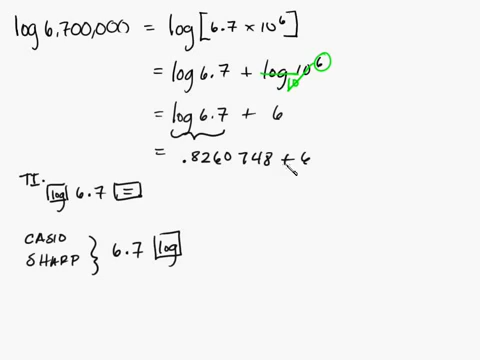 log 6,700,000 = log[6.7 × 10⁶]
= log 6.7 + log₁₀ 10⁶
= log 6.7 + 6
= .8260748 + 6
TI. log 6.7 =
CASIO
SHARP } 6.7 log